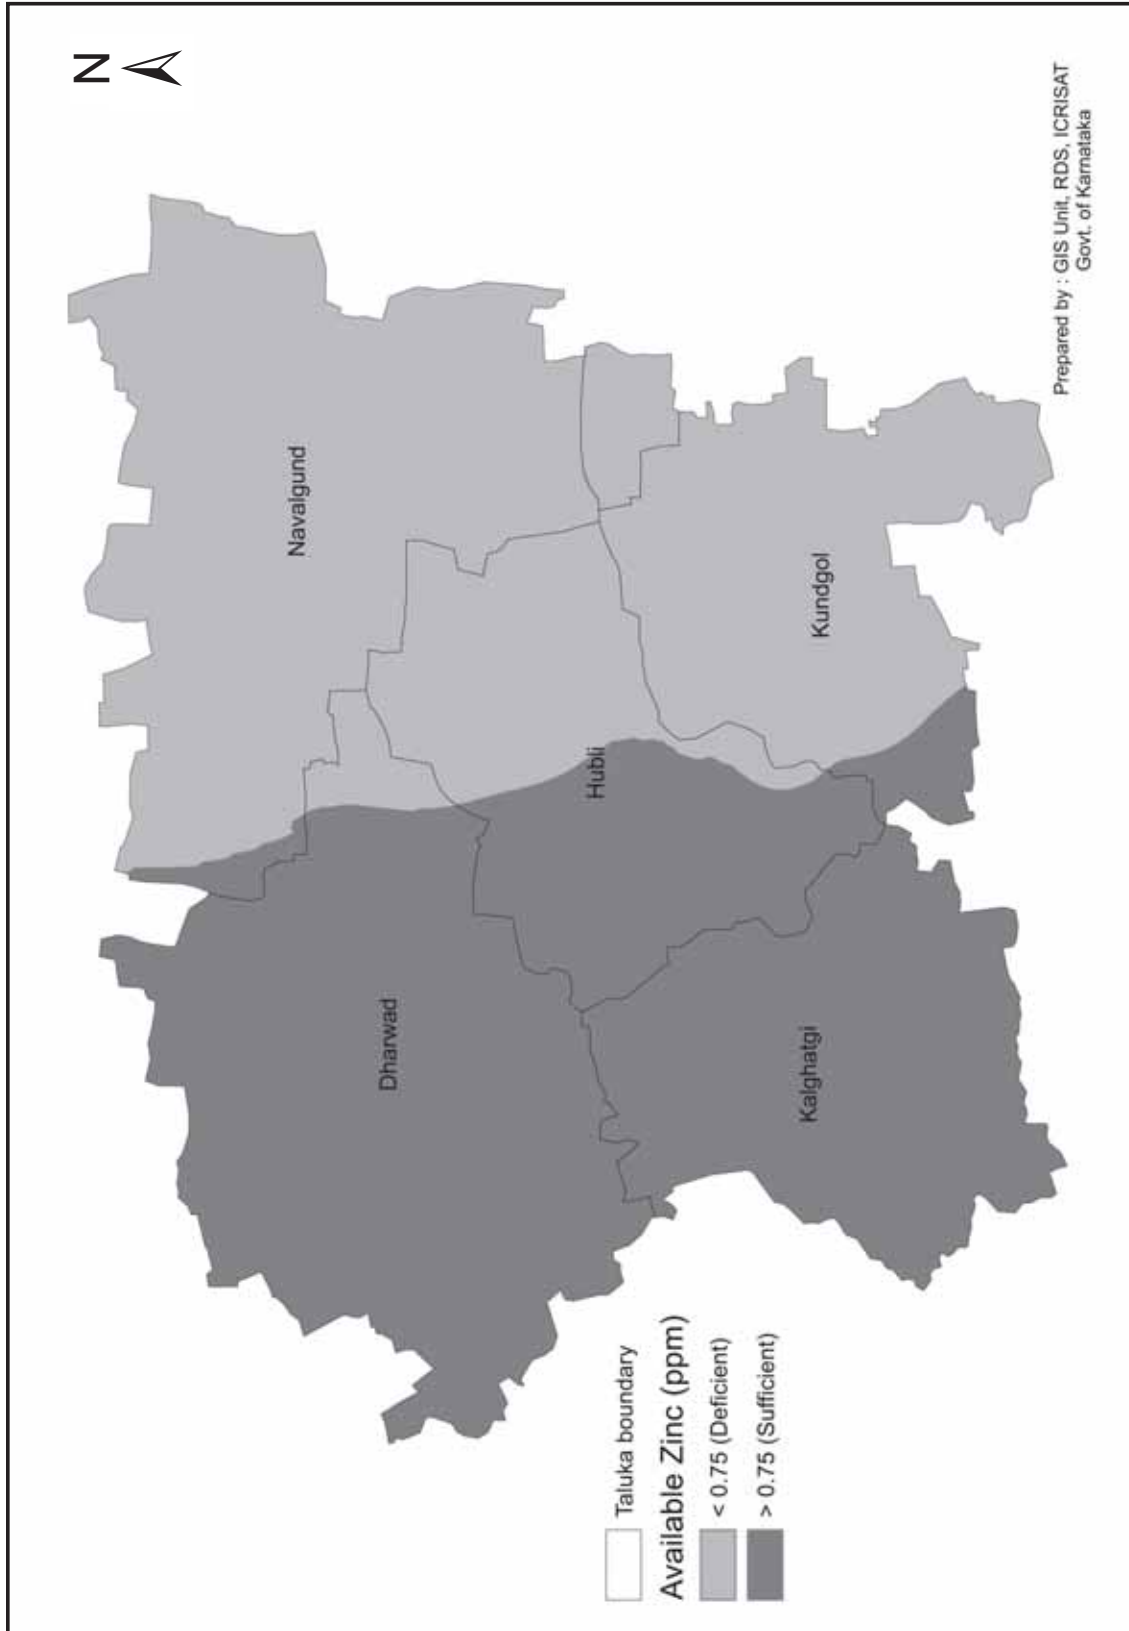 N
Navalgund
Dharwad
Hubli
Kundgol
Kalghatgi
Taluka boundary
Available Zinc (ppm)
< 0.75 (Deficient)
> 0.75 (Sufficient)
Prepared by : GIS Unit, RDS, ICRISAT
Govt. of Karnataka